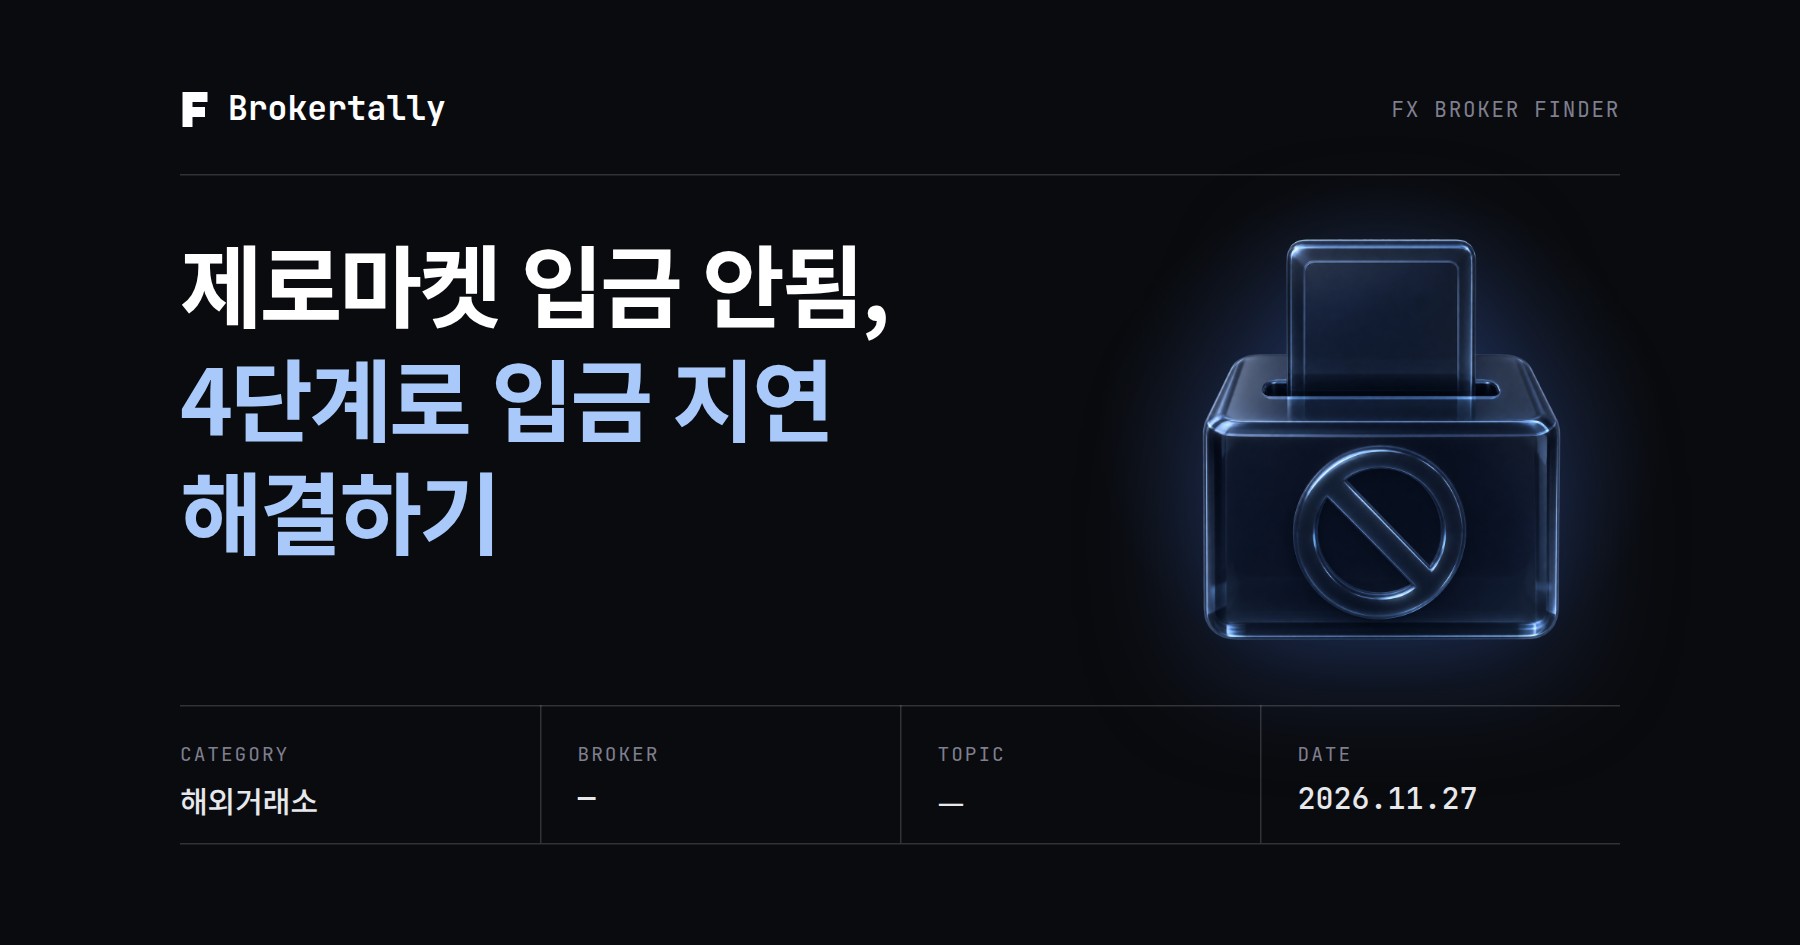 Brokertally
FX BROKER FINDER
제로마켓 입금 안됨,
4단계로 입금 지연
해결하기
CATEGORY
해외거래소
BROKER
—
TOPIC
—
DATE
2026.11.27